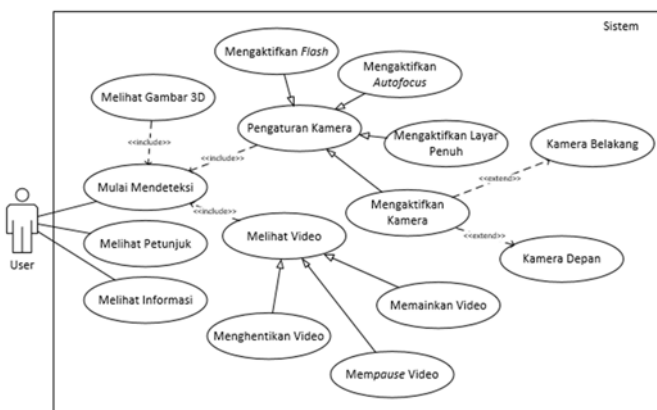 Sistem
Mengaktifkan Flash
Mengaktifkan
Autofocus
Melihat Gambar 3D
Pengaturan Kamera
Mengaktifkan Layar
Penuh
Kamera Belakang
<<include>>
<<include>>
Mulai Mendeteksi
<<extend>>
Mengaktifkan
Kamera
<<include>>
Melihat Video
<<extend>>
Melihat Petunjuk
Kamera Depan
User
Melihat Informasi
Memainkan Video
Menghentikan Video
Mempause Video